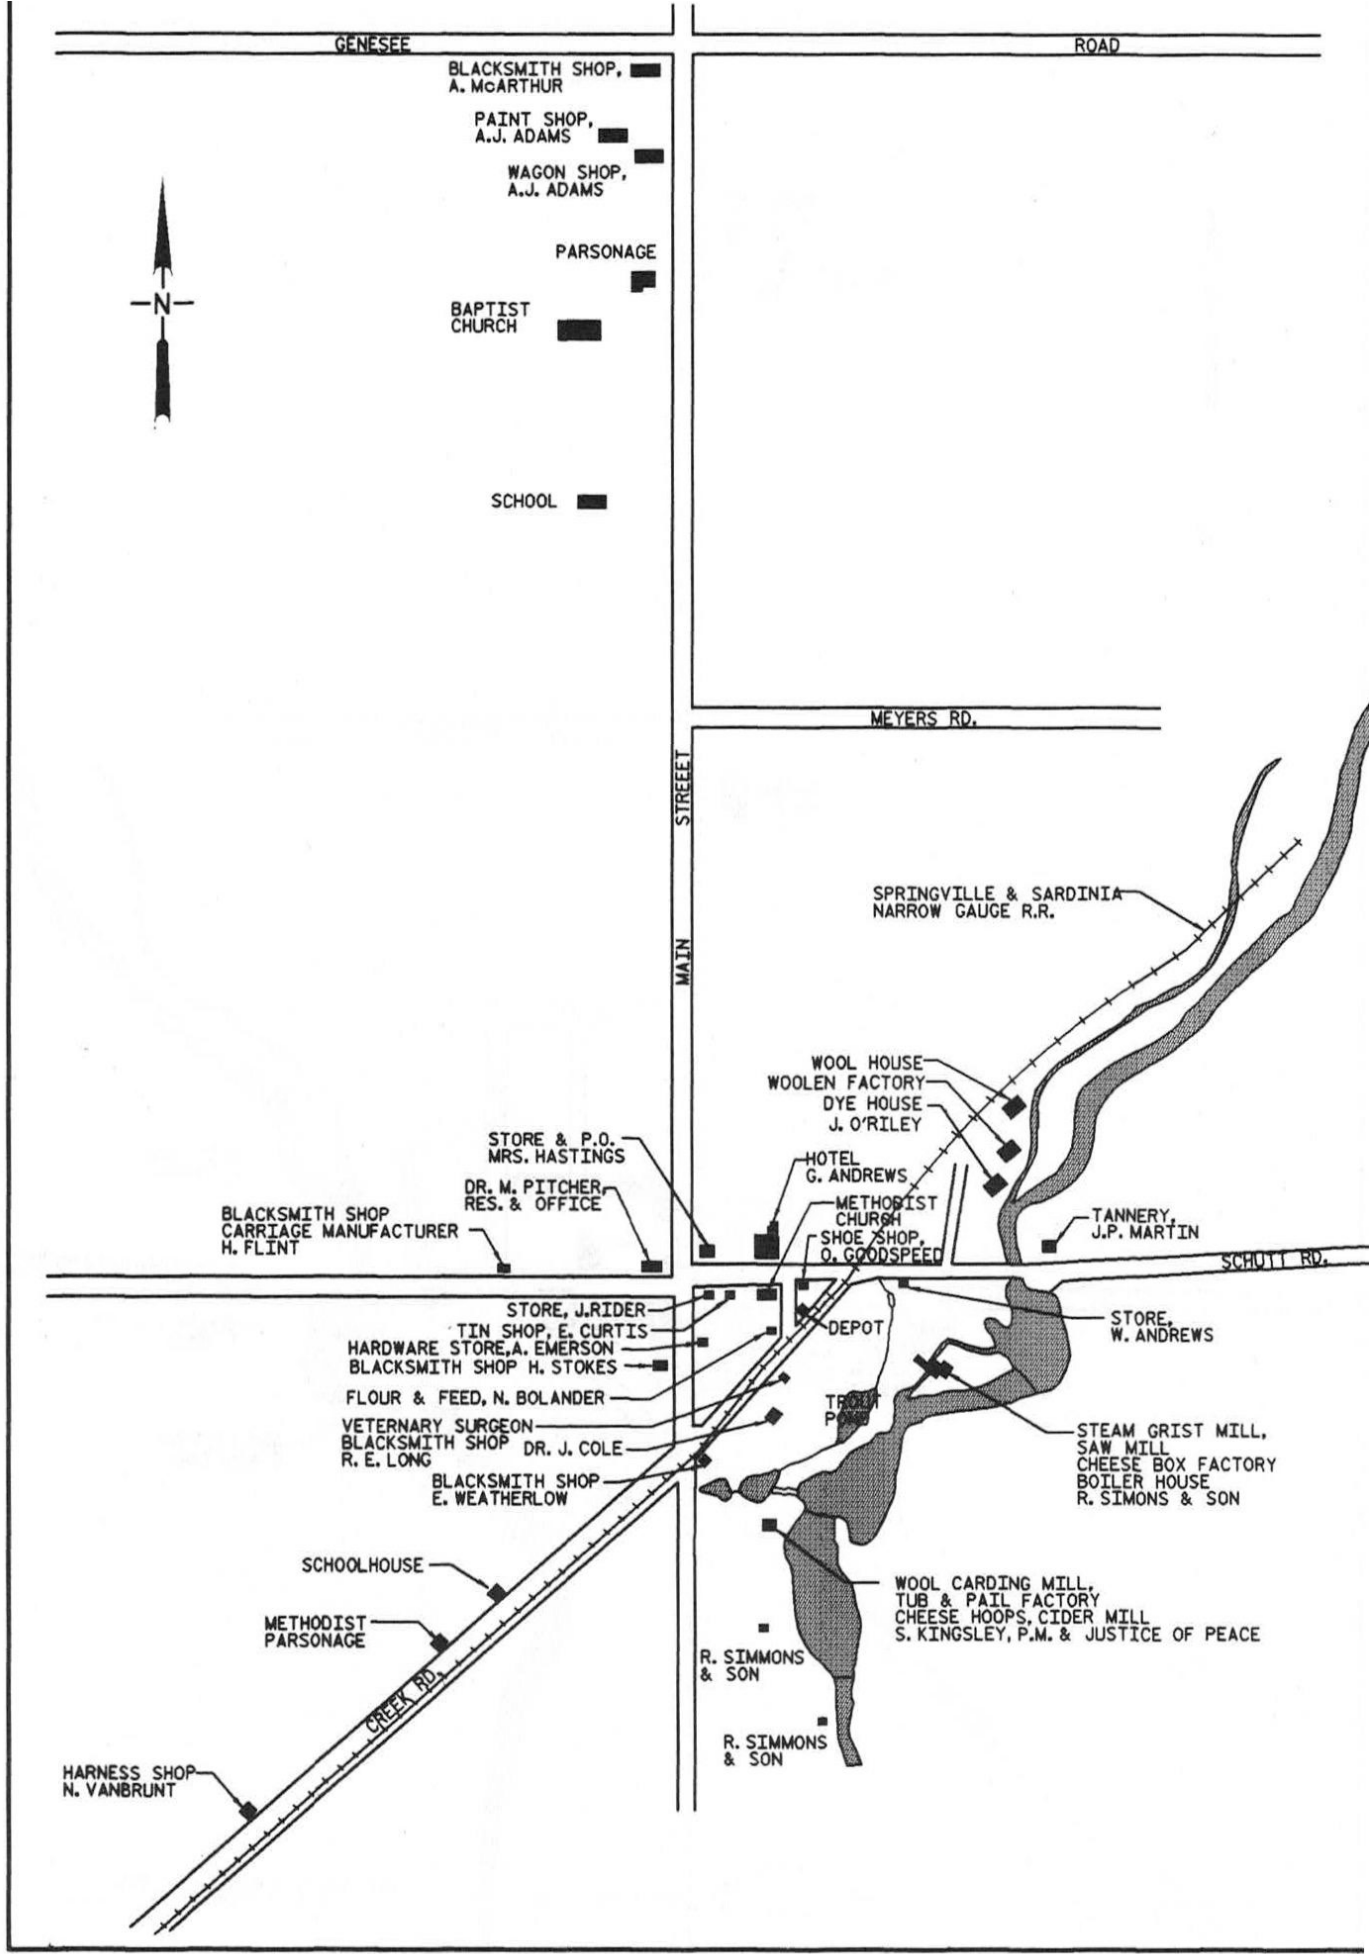 GENESEE
ROAD
BLACKSMITH SHOP,
A. McARTHUR
PAINT SHOP,
A.J. ADAMS
WAGON SHOP,
A.J. ADAMS
PARSONAGE
N
BAPTIST
CHURCH
SCHOOL
MEYERS RD.
MAIN STREEET
SPRINGVILLE & SARDINIA
NARROW GAUGE R.R.
WOOL HOUSE
WOOLEN FACTORY
DYE HOUSE
J. O'RILEY
STORE & P.O.
MRS. HASTINGS
HOTEL
G. ANDREWS
DR. M. PITCHER,
RES. & OFFICE
METHODIST
CHURCH
BLACKSMITH SHOP
CARRIAGE MANUFACTURER
H. FLINT
SHOE SHOP,
O. GOODSPEED
TANNERY,
J.P. MARTIN
SCHUTT RD.
STORE, J.RIDER
TIN SHOP, E. CURTIS
HARDWARE STORE,A. EMERSON
BLACKSMITH SHOP H. STOKES
DEPOT
STORE,
W. ANDREWS
FLOUR & FEED, N. BOLANDER
TROUT
POND
VETERNARY SURGEON
BLACKSMITH SHOP
R. E. LONG
DR. J. COLE
STEAM GRIST MILL,
SAW MILL
CHEESE BOX FACTORY
BOILER HOUSE
R. SIMONS & SON
BLACKSMITH SHOP
E. WEATHERLOW
SCHOOLHOUSE
WOOL CARDING MILL,
TUB & PAIL FACTORY
CHEESE HOOPS, CIDER MILL
S. KINGSLEY, P.M. & JUSTICE OF PEACE
METHODIST
PARSONAGE
R. SIMMONS
& SON
CREEK RD.
R. SIMMONS
& SON
HARNESS SHOP
N. VANBRUNT